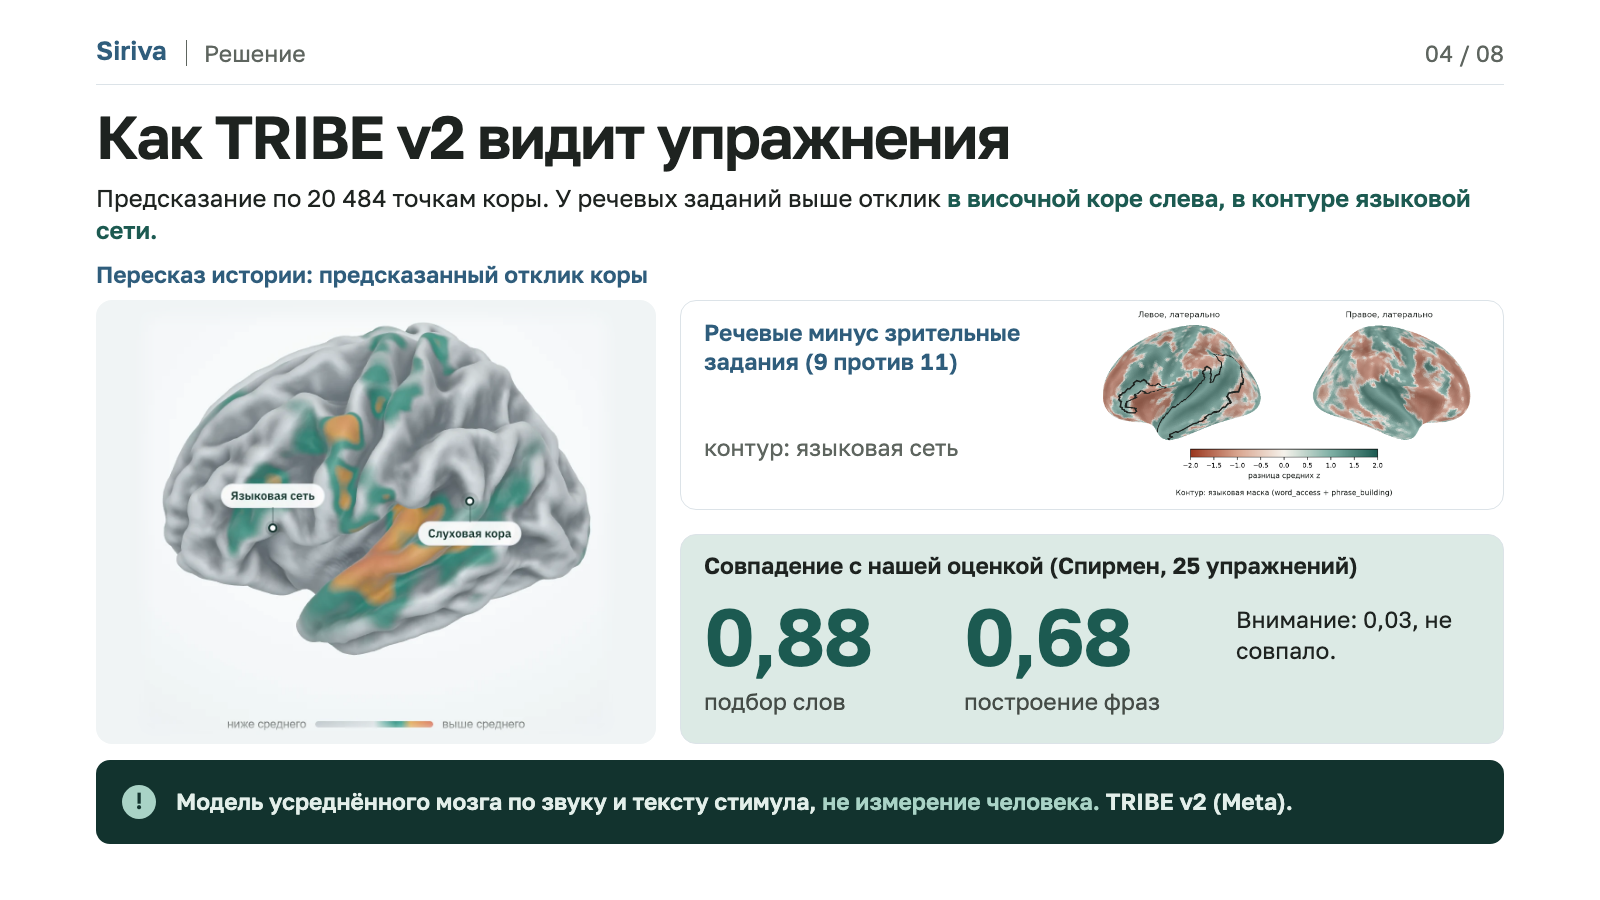 Siriva
Решение
04 / 08
Как TRIBE v2 видит упражнения
Предсказание по 20 484 точкам коры. У речевых заданий выше отклик в височной коре слева, в контуре языковой
сети.
Пересказ истории: предсказанный отклик коры
Языковая сеть
Слуховая кора
ниже среднего
выше среднего
Речевые минус зрительные
задания (9 против 11)
контур: языковая сеть
Левое, латерально
Правое, латерально
−2.0 −1.5 −1.0 −0.5 0.0 0.5 1.0 1.5 2.0
разница средних z
Контур: языковая маска (word_access + phrase_building)
Совпадение с нашей оценкой (Спирмен, 25 упражнений)
0,88
подбор слов
0,68
построение фраз
Внимание: 0,03, не
совпало.
! Модель усреднённого мозга по звуку и тексту стимула, не измерение человека. TRIBE v2 (Meta).